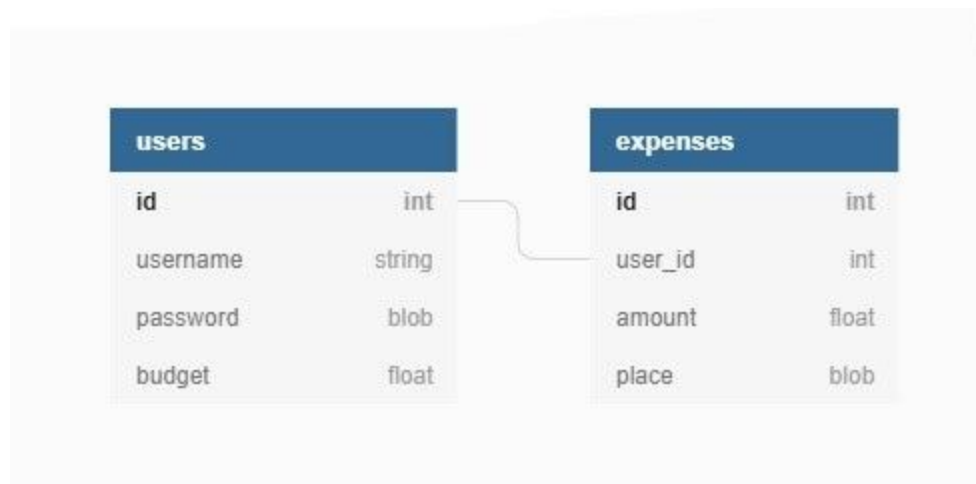 users
id int
username string
password blob
budget float
expenses
id int
user_id int
amount float
place blob